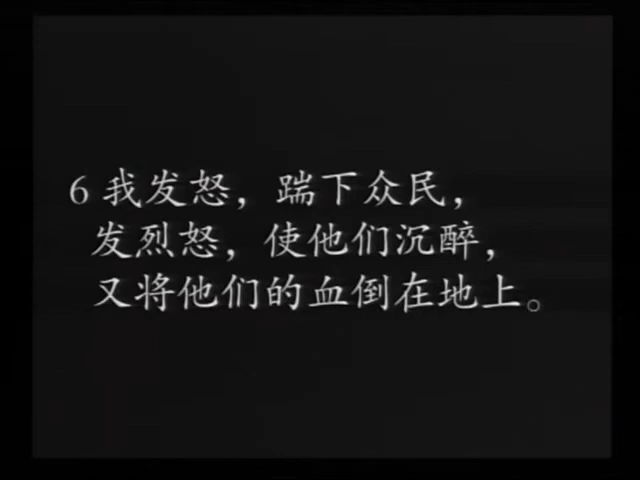 6 我发怒，踹下众民，
发烈怒，使他们沉醉，
又将他们的血倒在地上。